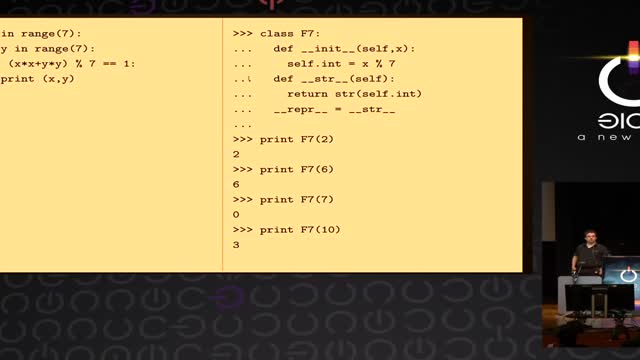 in range(7):
y in range(7):
(x*x+y*y) % 7 == 1:
print (x,y)
>>> class F7:
... def __init__(self,x):
... self.int = x % 7
... def __str__(self):
... return str(self.int)
... __repr__ = __str__
...
>>> print F7(2)
2
>>> print F7(6)
6
>>> print F7(7)
0
>>> print F7(10)
3
a new